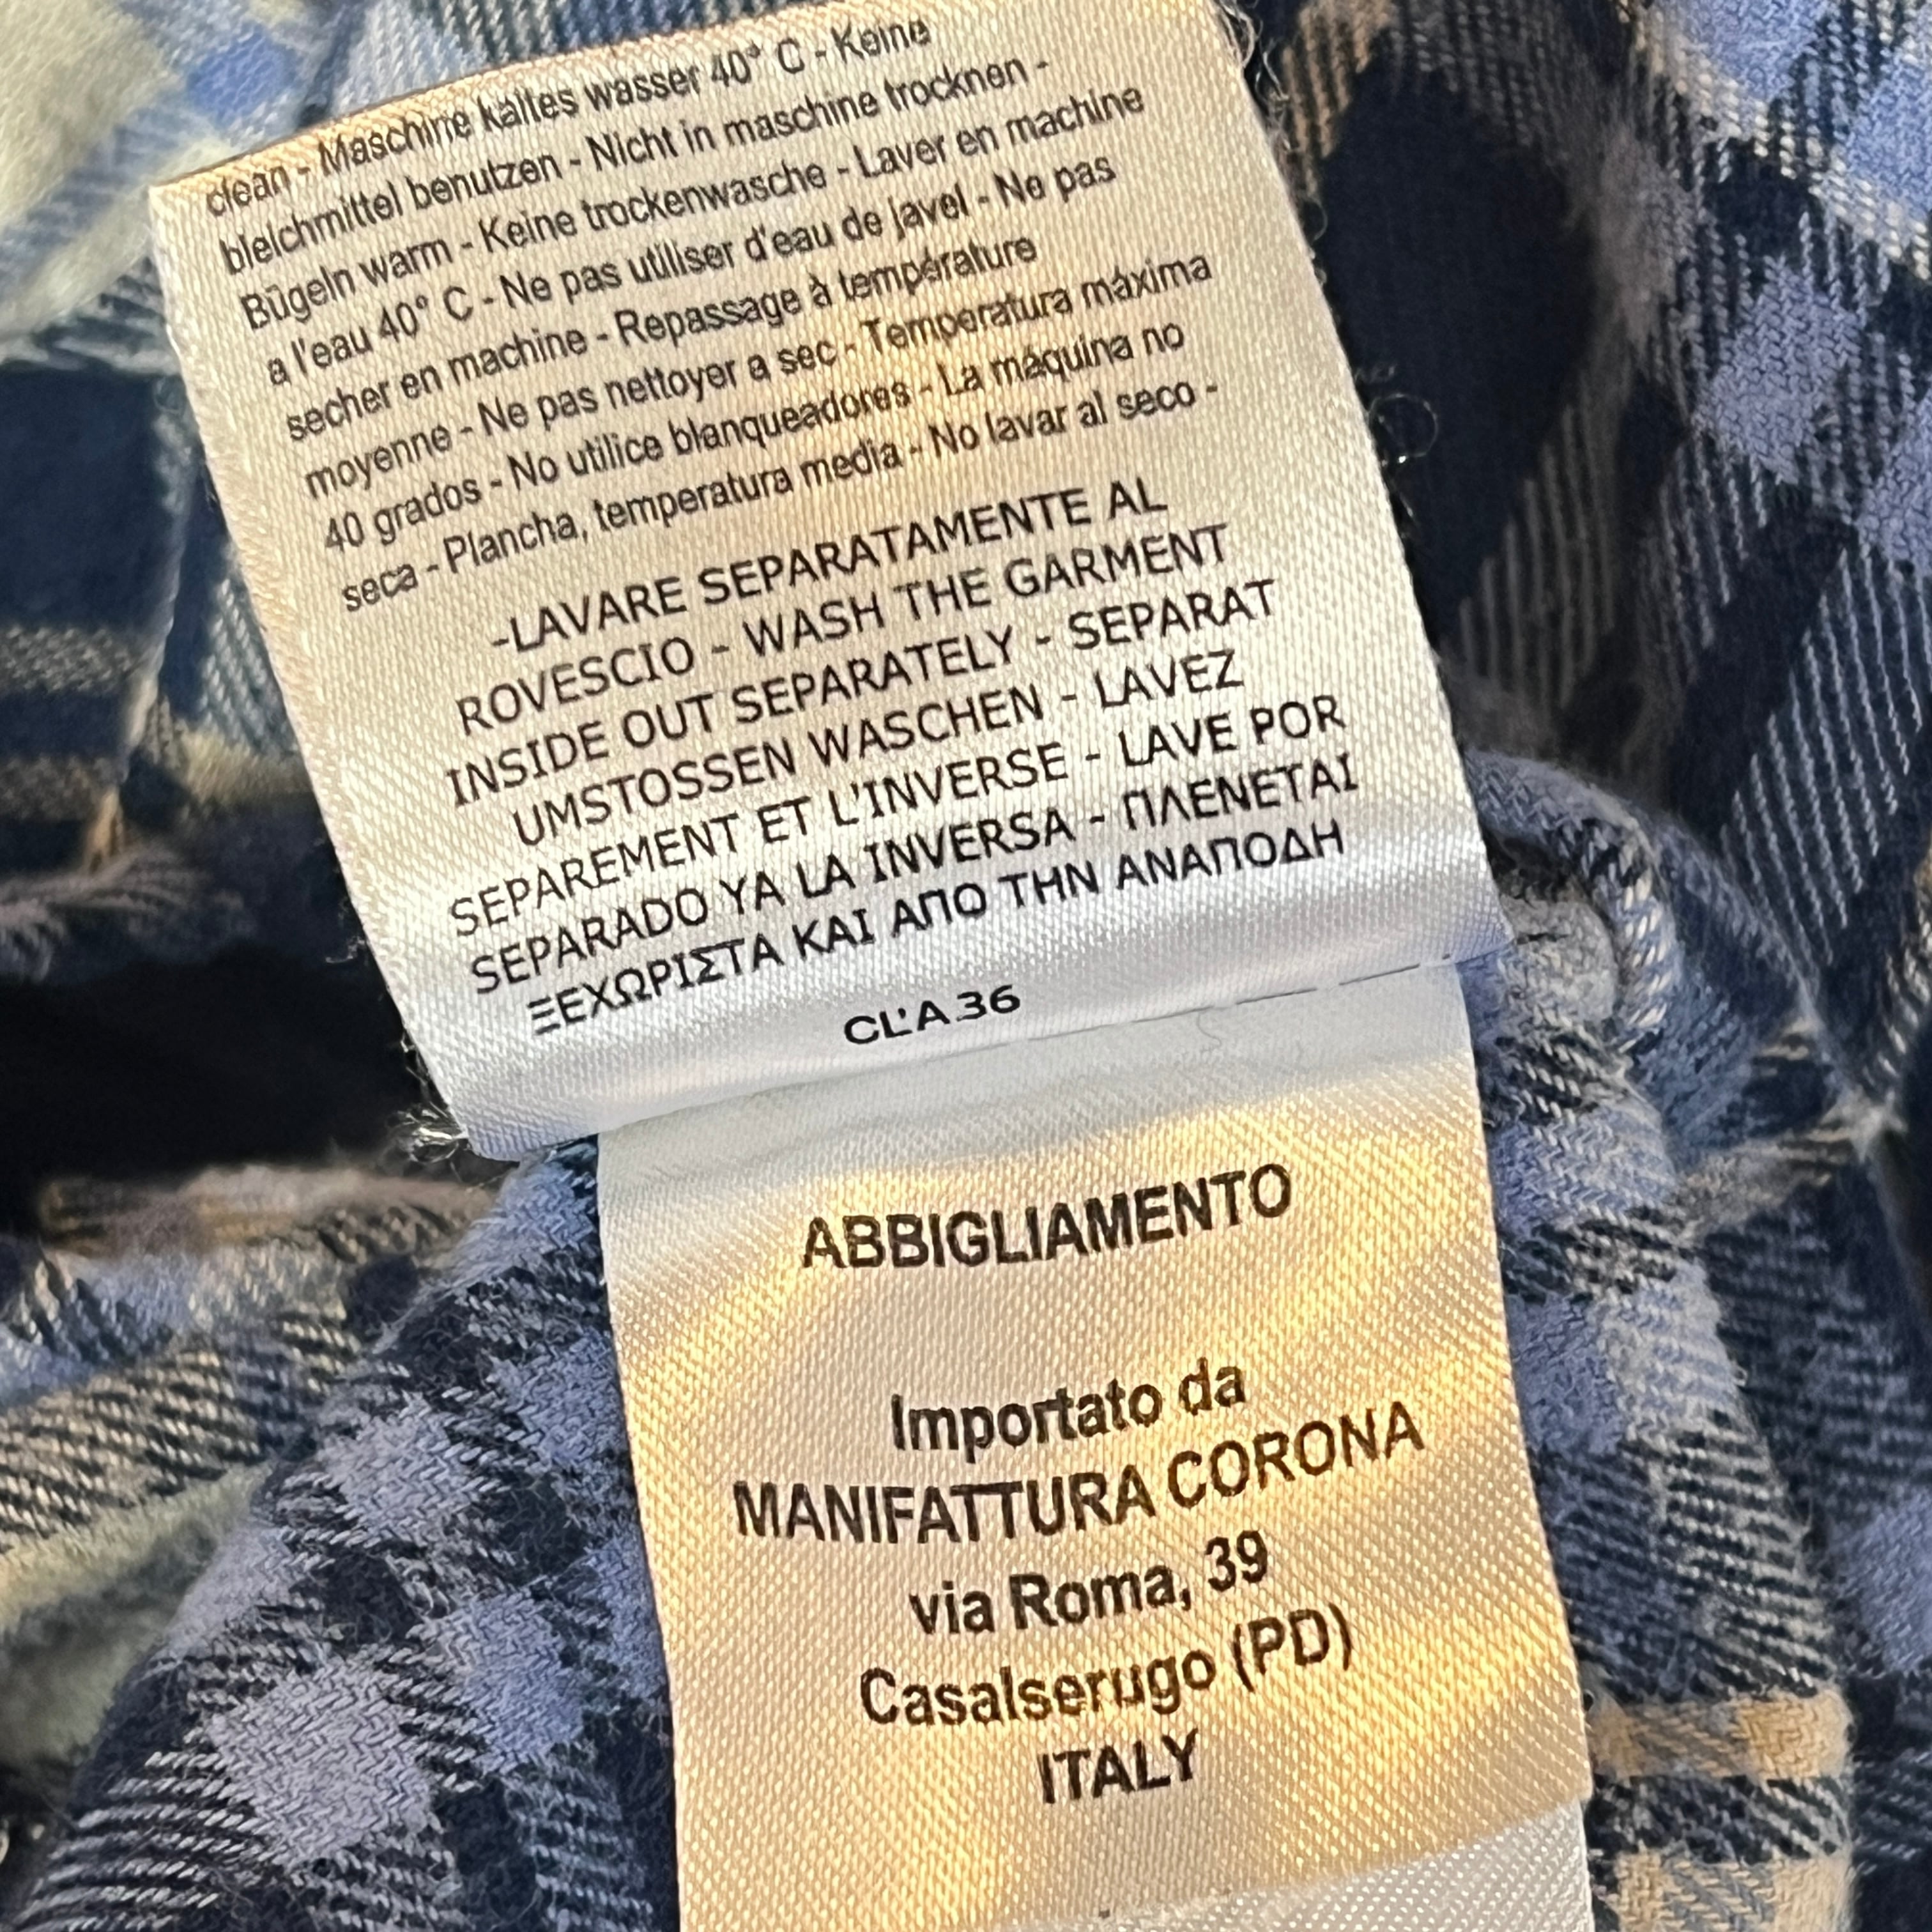 clean - Maschine kaltes wasser 40° C - Keine
bleichmittel benutzen - Nicht in maschine trocknen -
Bügeln warm - Keine trockenwasche - Laver en machine
a l'eau 40° C - Ne pas utiliser d'eau de javel - Ne pas
secher en machine - Repassage à température
moyenne - Ne pas nettoyer a sec - Temperatura máxima
40 grados - No utilice blanqueadores - La máquina no
seca - Plancha, temperatura media - No lavar al seco -
-LAVARE SEPARATAMENTE AL
ROVESCIO - WASH THE GARMENT
INSIDE OUT SEPARATELY - SEPARAT
UMSTOSSEN WASCHEN - LAVEZ
SEPAREMENT ET L'INVERSE - LAVE POR
SEPARADO YA LA INVERSA - ΠΛΕΝΕΤΑΙ
ΞΕΧΩΡΙΣΤΑ ΚΑΙ ΑΠΟ ΤΗΝ ΑΝΑΠΟΔΗ
CL'A.36
ABBIGLIAMENTO
Importato da
MANIFATTURA CORONA
via Roma, 39
Casalserugo (PD)
ITALY